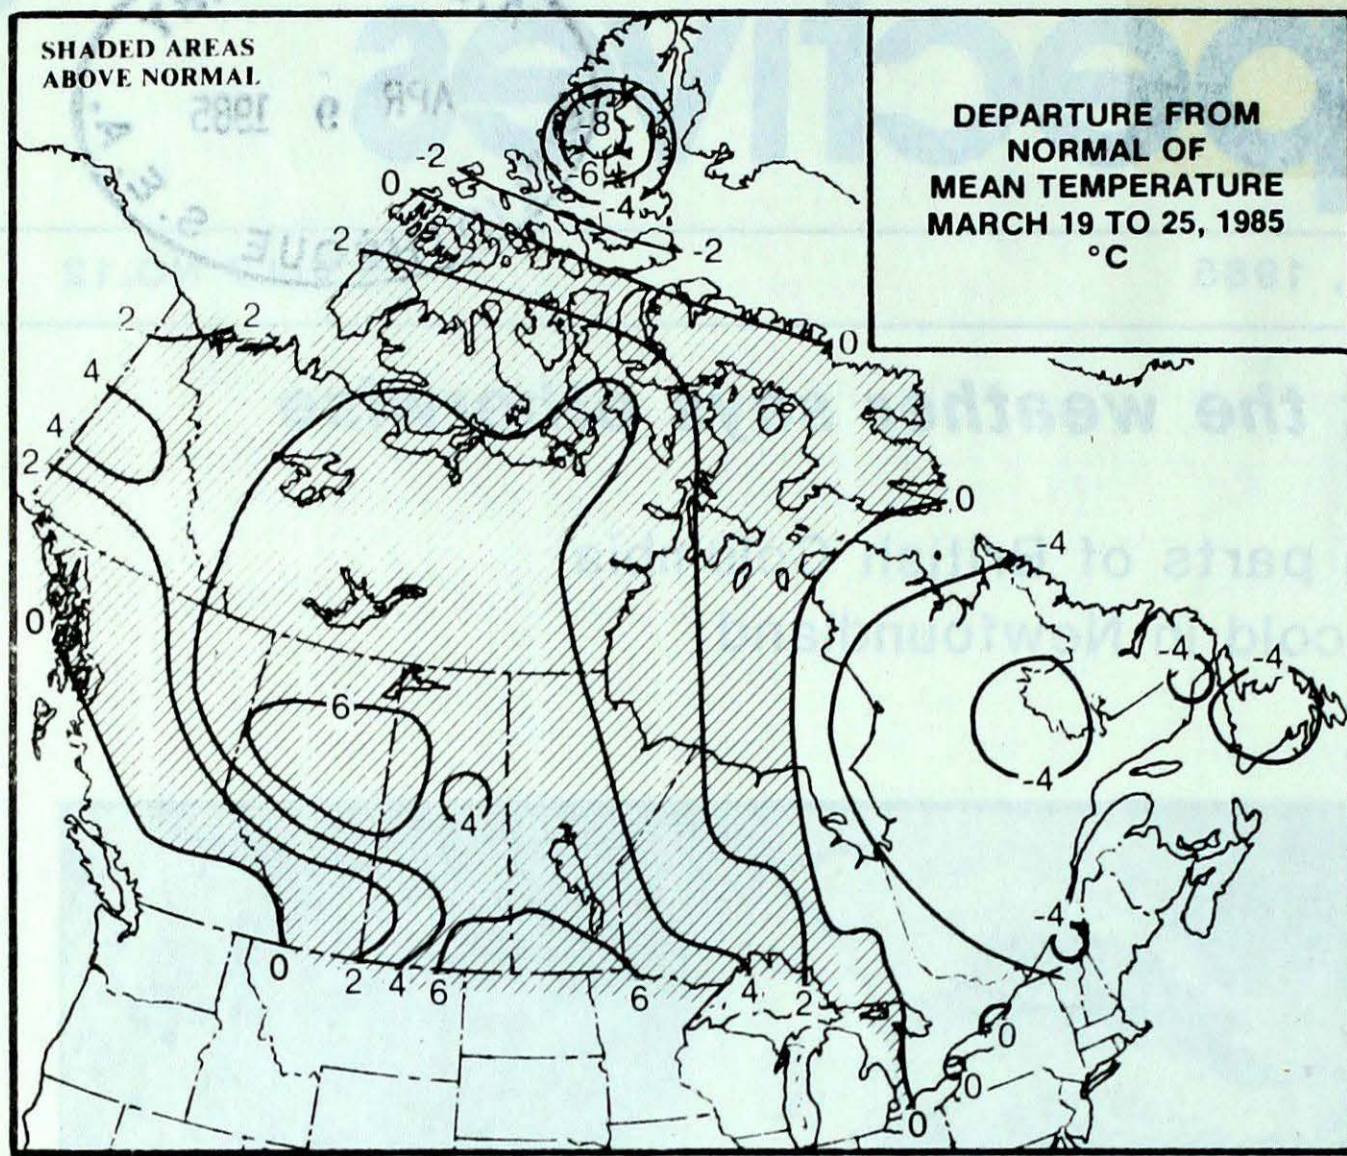 SHADED AREAS
ABOVE NORMAL
DEPARTURE FROM
NORMAL OF
MEAN TEMPERATURE
MARCH 19 TO 25, 1985
°C
-8
-6
-4
-2
0
-2
2
0
2
2
4
4
2
0
-4
0
-4
-4
6
-4
4
-4
0
2
4
6
6
4
2
0
0
0
APR 9 1985
, 1985
NO.12
the weather
parts of British Columbia
cold in Newfoundland